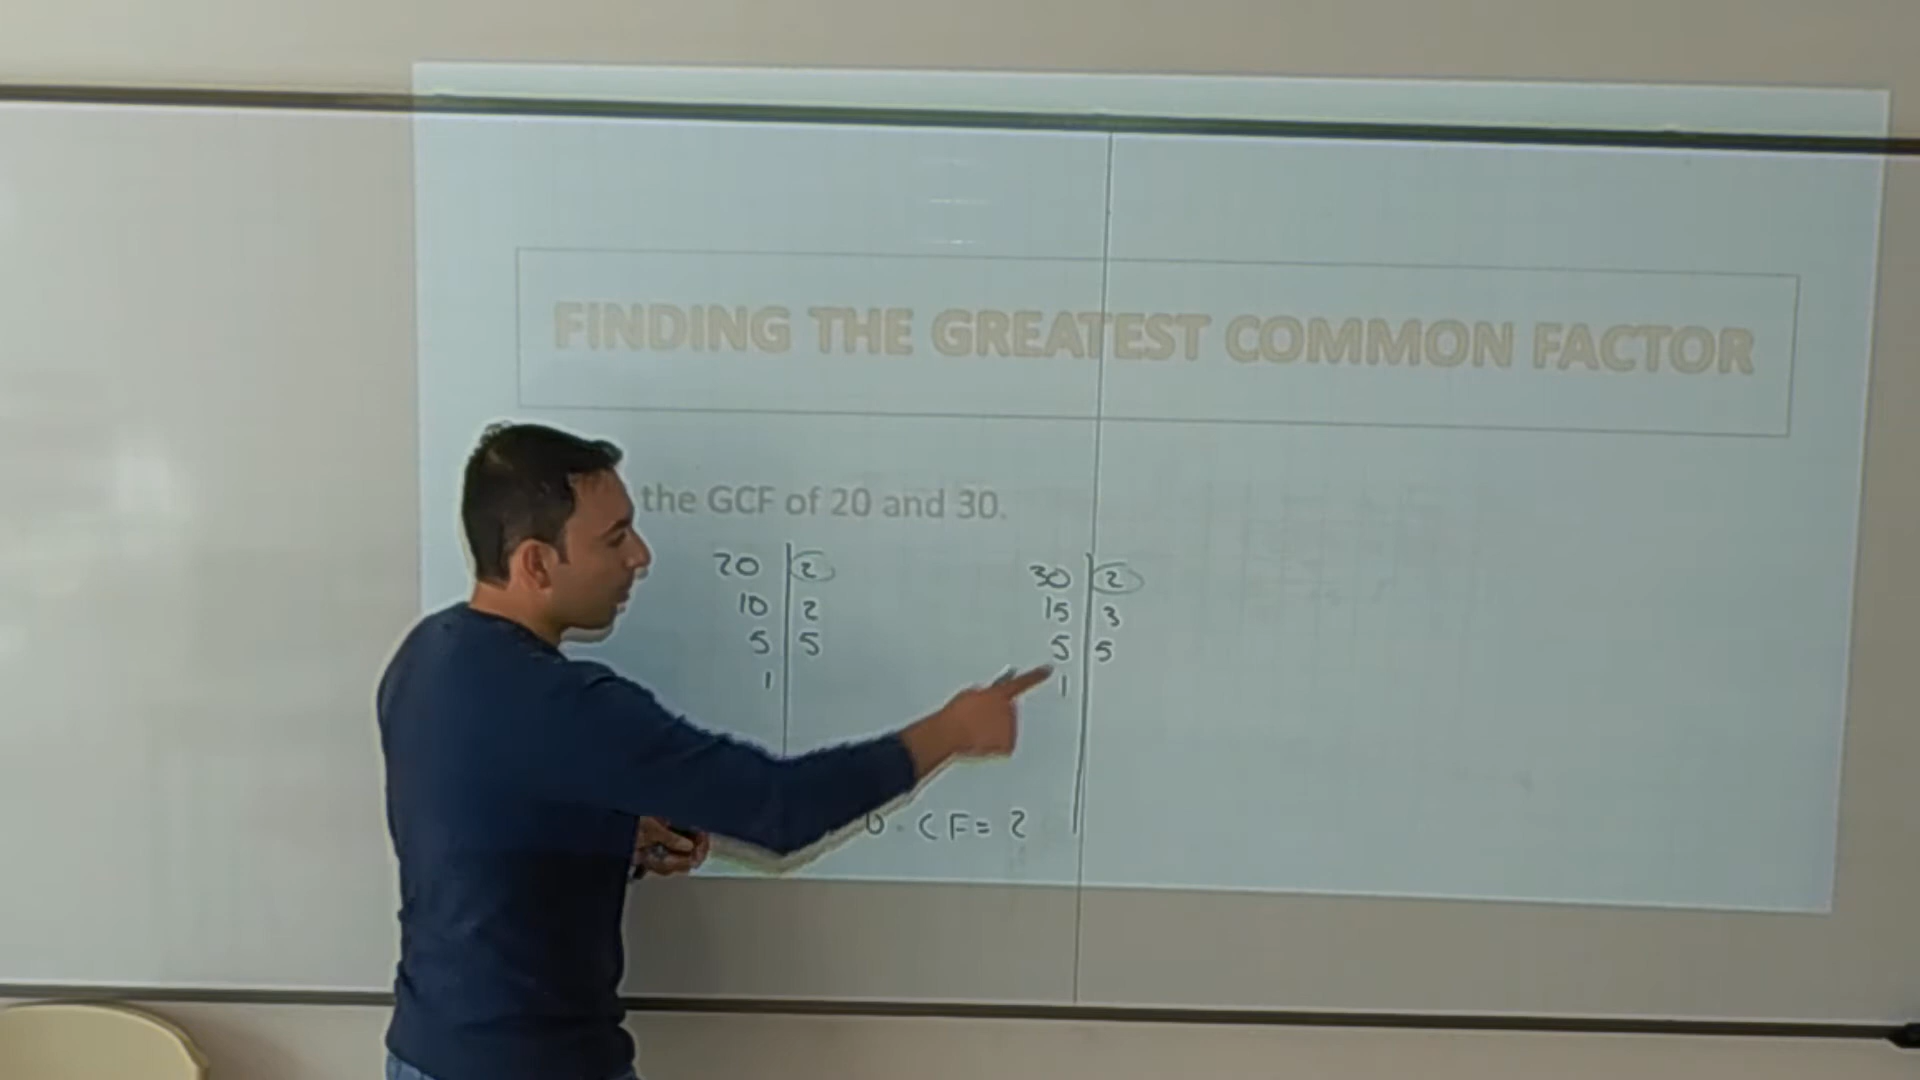 FINDING THE GREATEST COMMON FACTOR
the GCF of 20 and 30.
20 2
10 2
5 5
1
30 2
15 3
5 5
1
CF = 2